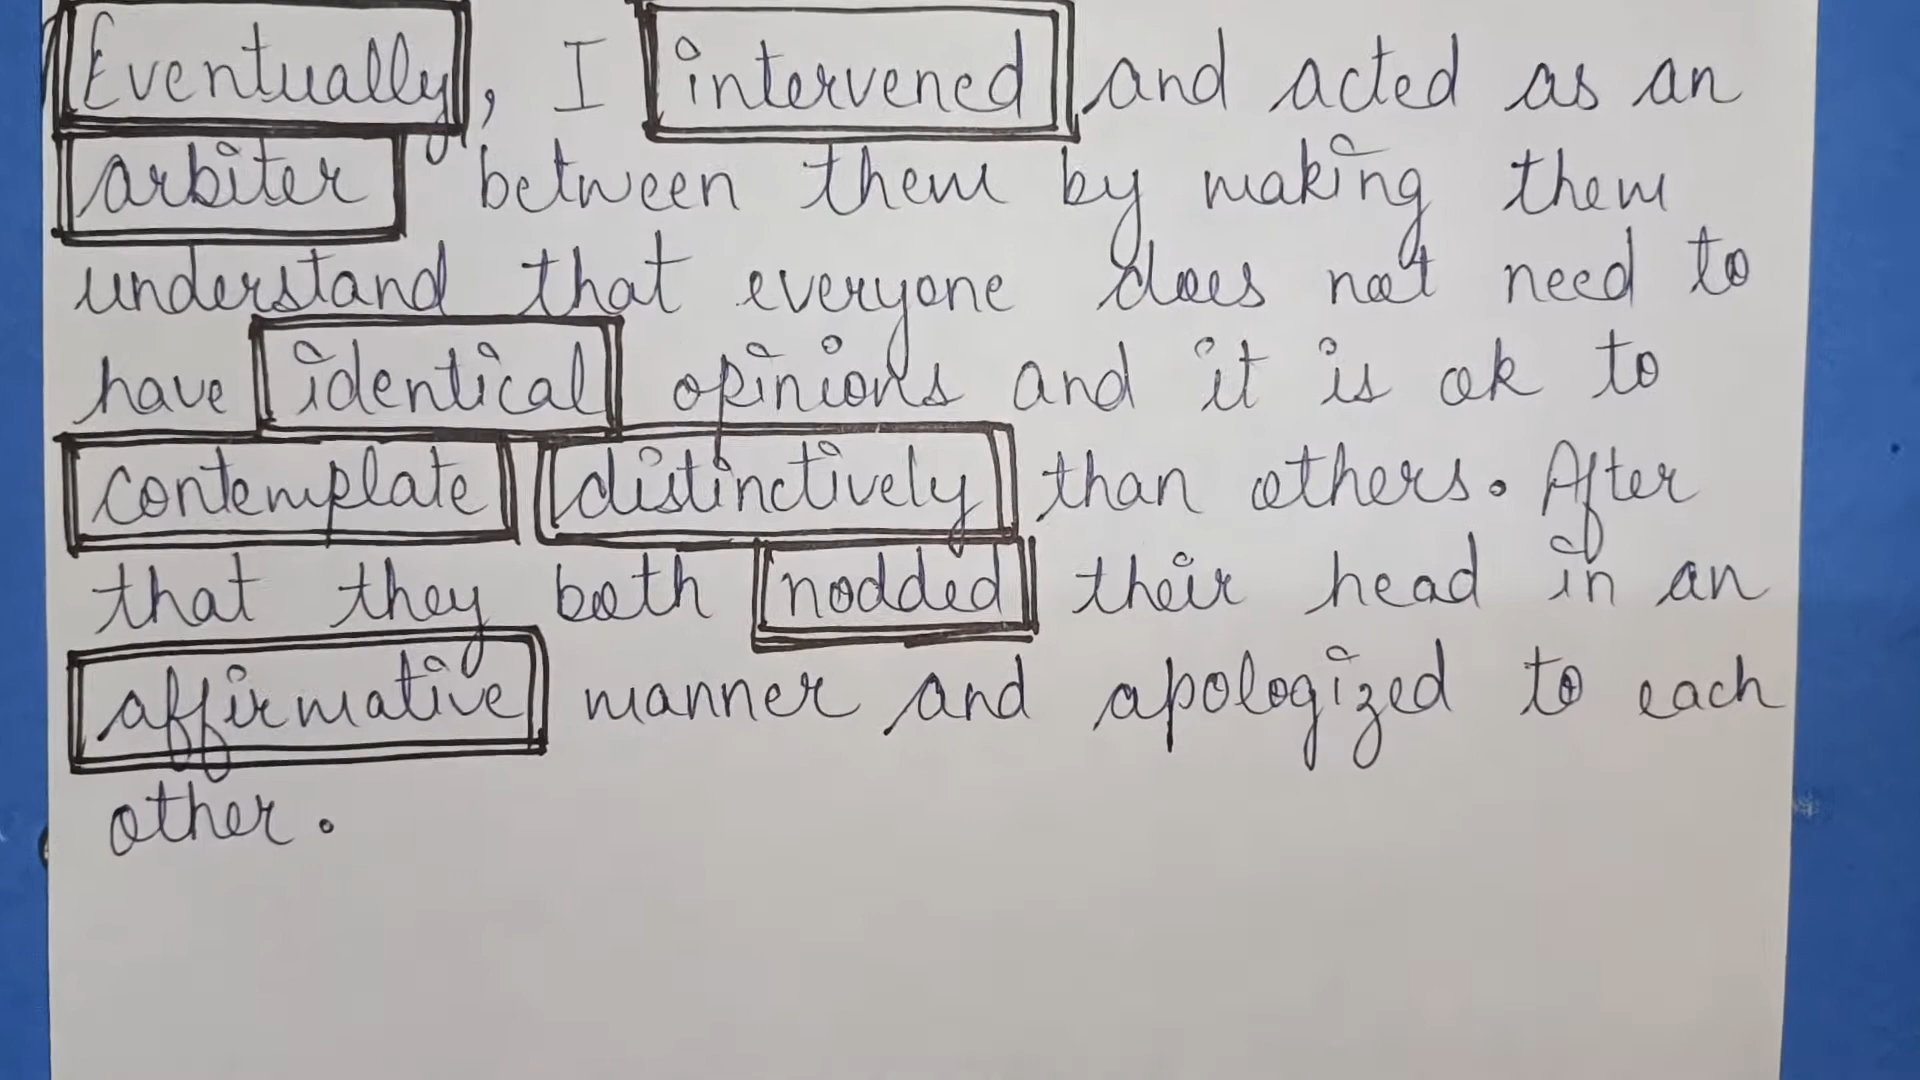 Eventually, I intervened and acted as an
arbiter between them by making them
understand that everyone does not need to
have identical opinions and it is ok to
contemplate distinctively than others. After
that they both nodded their head in an
affirmative manner and apologized to each
other.